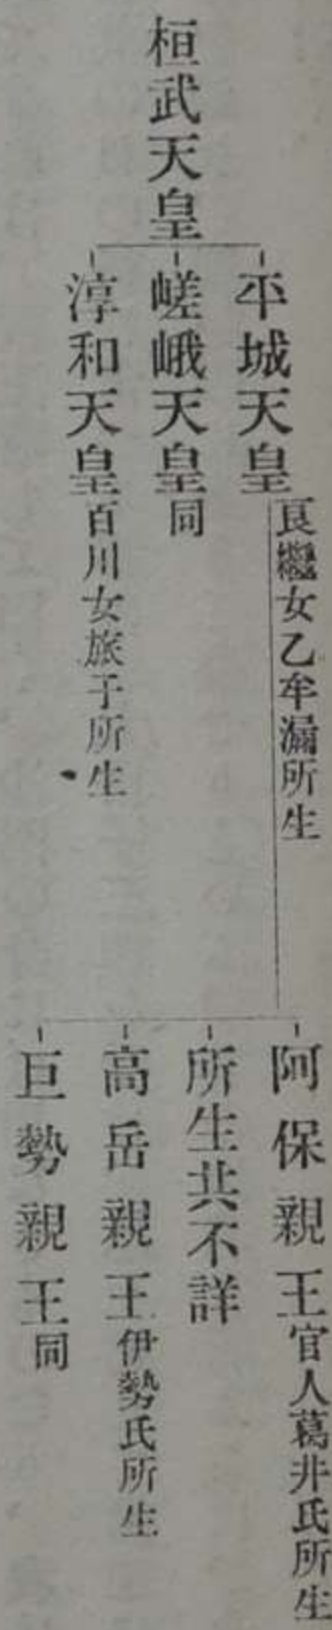 桓武天皇
平城天皇 良繼女乙牟漏所生
嵯峨天皇 同
淳和天皇 百川女旅子所生
阿保親王 官人葛井氏所生
所生共不詳
高岳親王 伊勢氏所生
巨勢親王 同